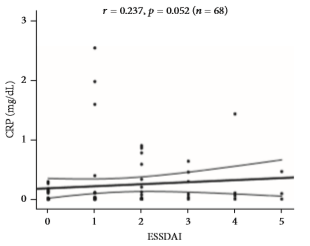 r = 0.237, p = 0.052 (n = 68)
3
2
1
0
CRP (mg/dL)
0 1 2 3 4 5
ESSDAI